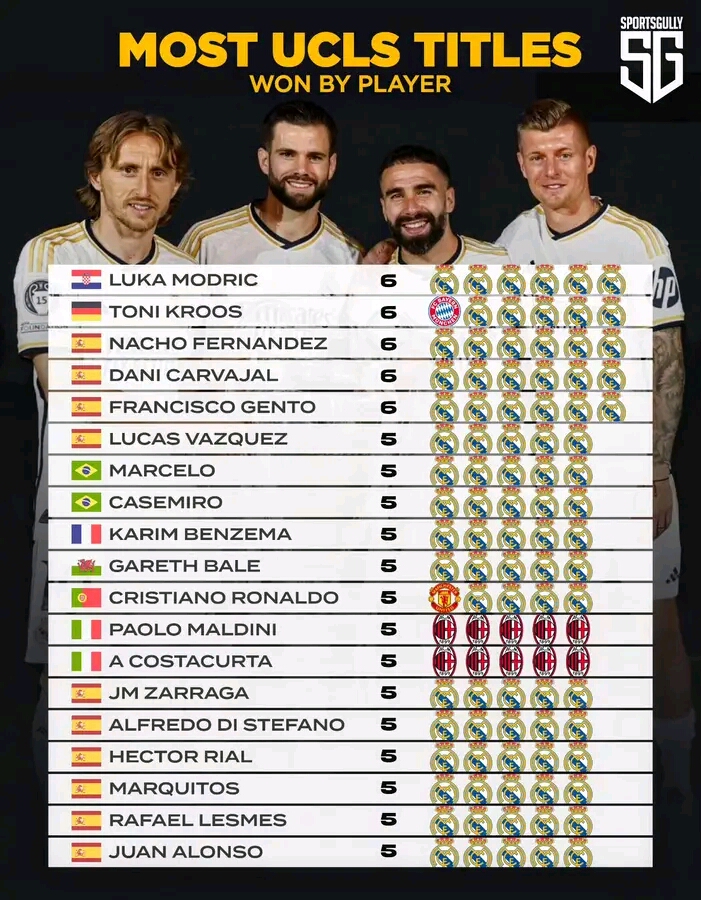 SPORTSGULLY
SG
MOST UCLS TITLES
WON BY PLAYER
LUKA MODRIC 6
TONI KROOS 6
NACHO FERNANDEZ 6
DANI CARVAJAL 6
FRANCISCO GENTO 6
LUCAS VAZQUEZ 5
MARCELO 5
CASEMIRO 5
KARIM BENZEMA 5
GARETH BALE 5
CRISTIANO RONALDO 5
PAOLO MALDINI 5
A COSTACURTA 5
JM ZARRAGA 5
ALFREDO DI STEFANO 5
HECTOR RIAL 5
MARQUITOS 5
RAFAEL LESMES 5
JUAN ALONSO 5
hp
15